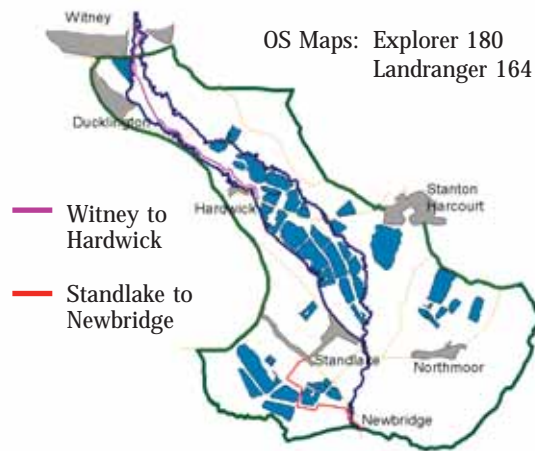 Witney
OS Maps: Explorer 180
Landranger 164
Ducklington
Hardwick
Stanton
Harcourt
Witney to
Hardwick
Standlake to
Newbridge
Standlake
Northmoor
Newbridge